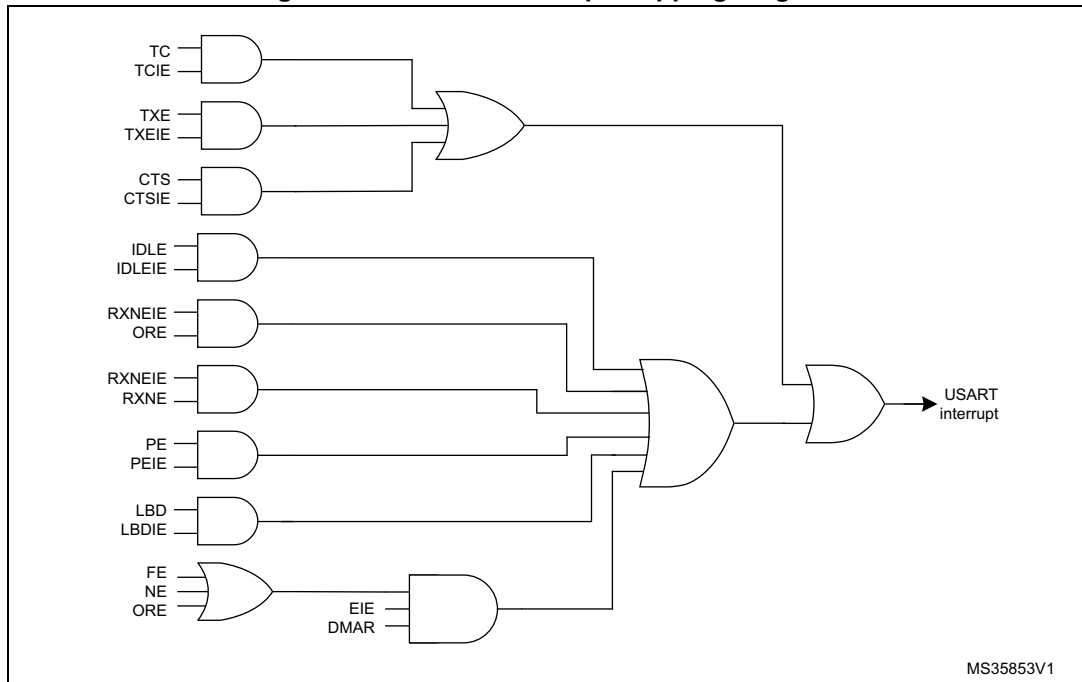 TC
TCIE
TXE
TXEIE
CTS
CTSIE
IDLE
IDLEIE
RXNEIE
ORE
RXNEIE
RXNE
PE
PEIE
LBD
LBDIE
FE
NE
ORE
EIE
DMAR
USART
interrupt
MS35853V1